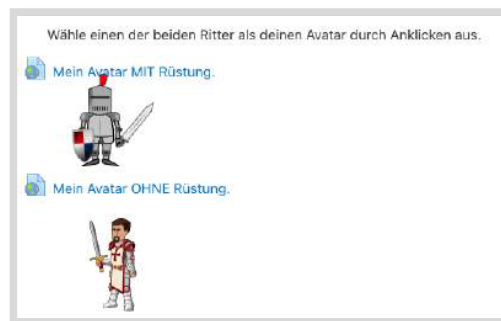 Wähle einen der beiden Ritter als deinen Avatar durch Anklicken aus.
Mein Avatar MIT Rüstung.
Mein Avatar OHNE Rüstung.